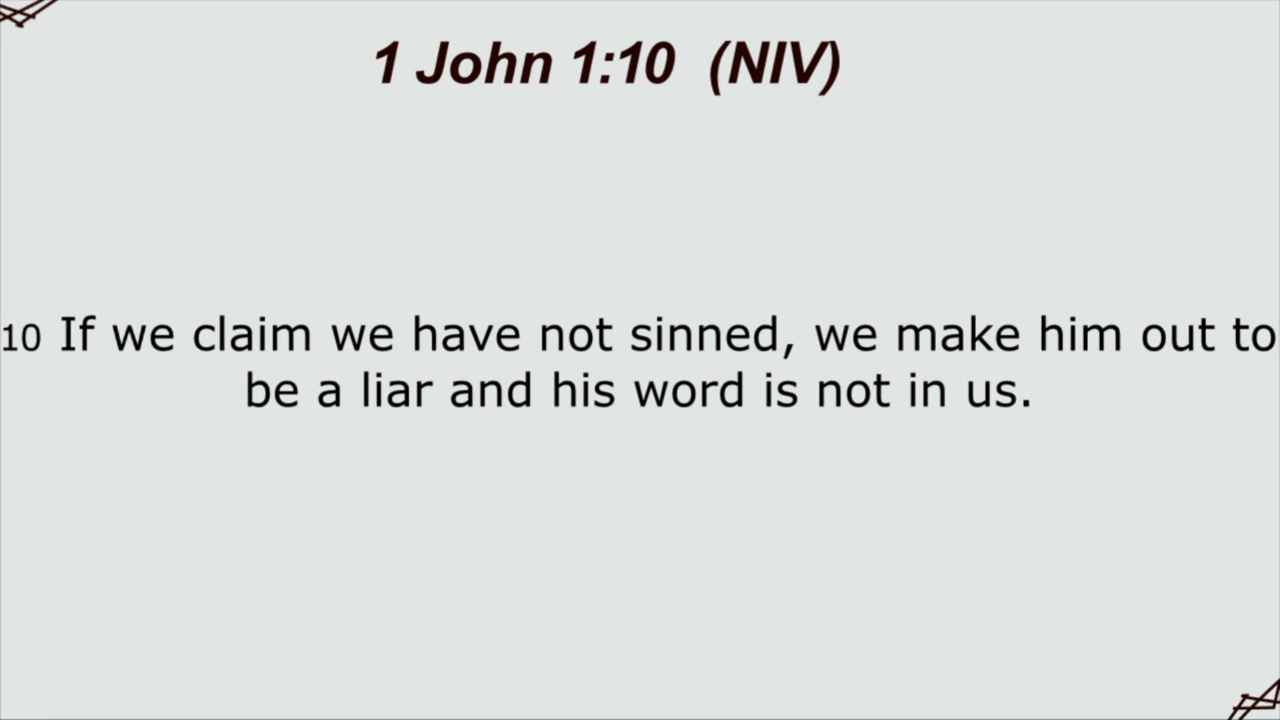 1 John 1:10 (NIV)
10 If we claim we have not sinned, we make him out to
be a liar and his word is not in us.